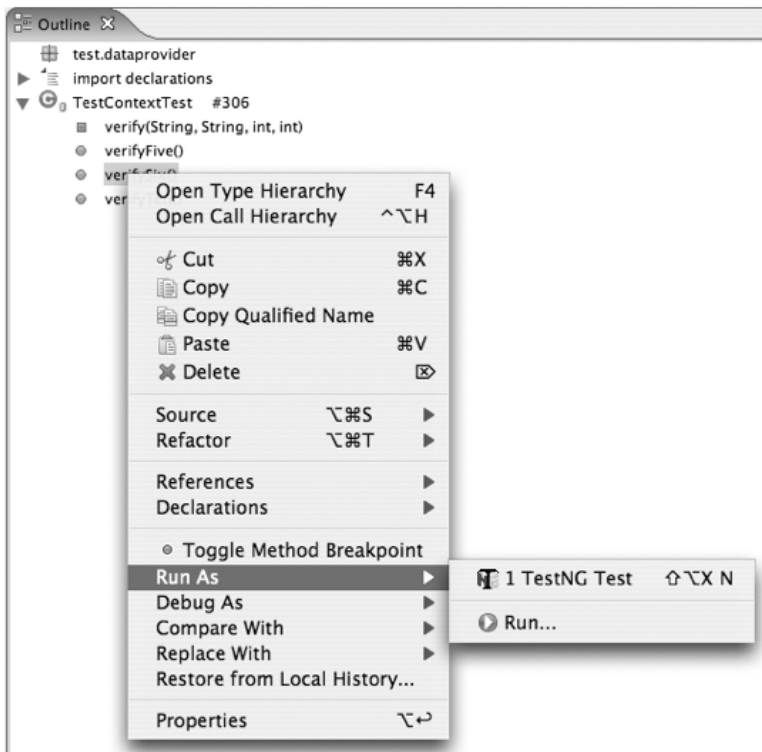 Outline
test.dataprovider
import declarations
TestContextTest #306
verify(String, String, int, int)
verifyFive()
Open Type Hierarchy F4
Open Call Hierarchy ^⌥H
Cut ⌘X
Copy ⌘C
Copy Qualified Name
Paste ⌘V
Delete ⌦
Source ⌥⌘S
Refactor ⌥⌘T
References
Declarations
Toggle Method Breakpoint
Run As
1 TestNG Test ⇧⌥X N
Debug As
Run...
Compare With
Replace With
Restore from Local History...
Properties ⌥↩